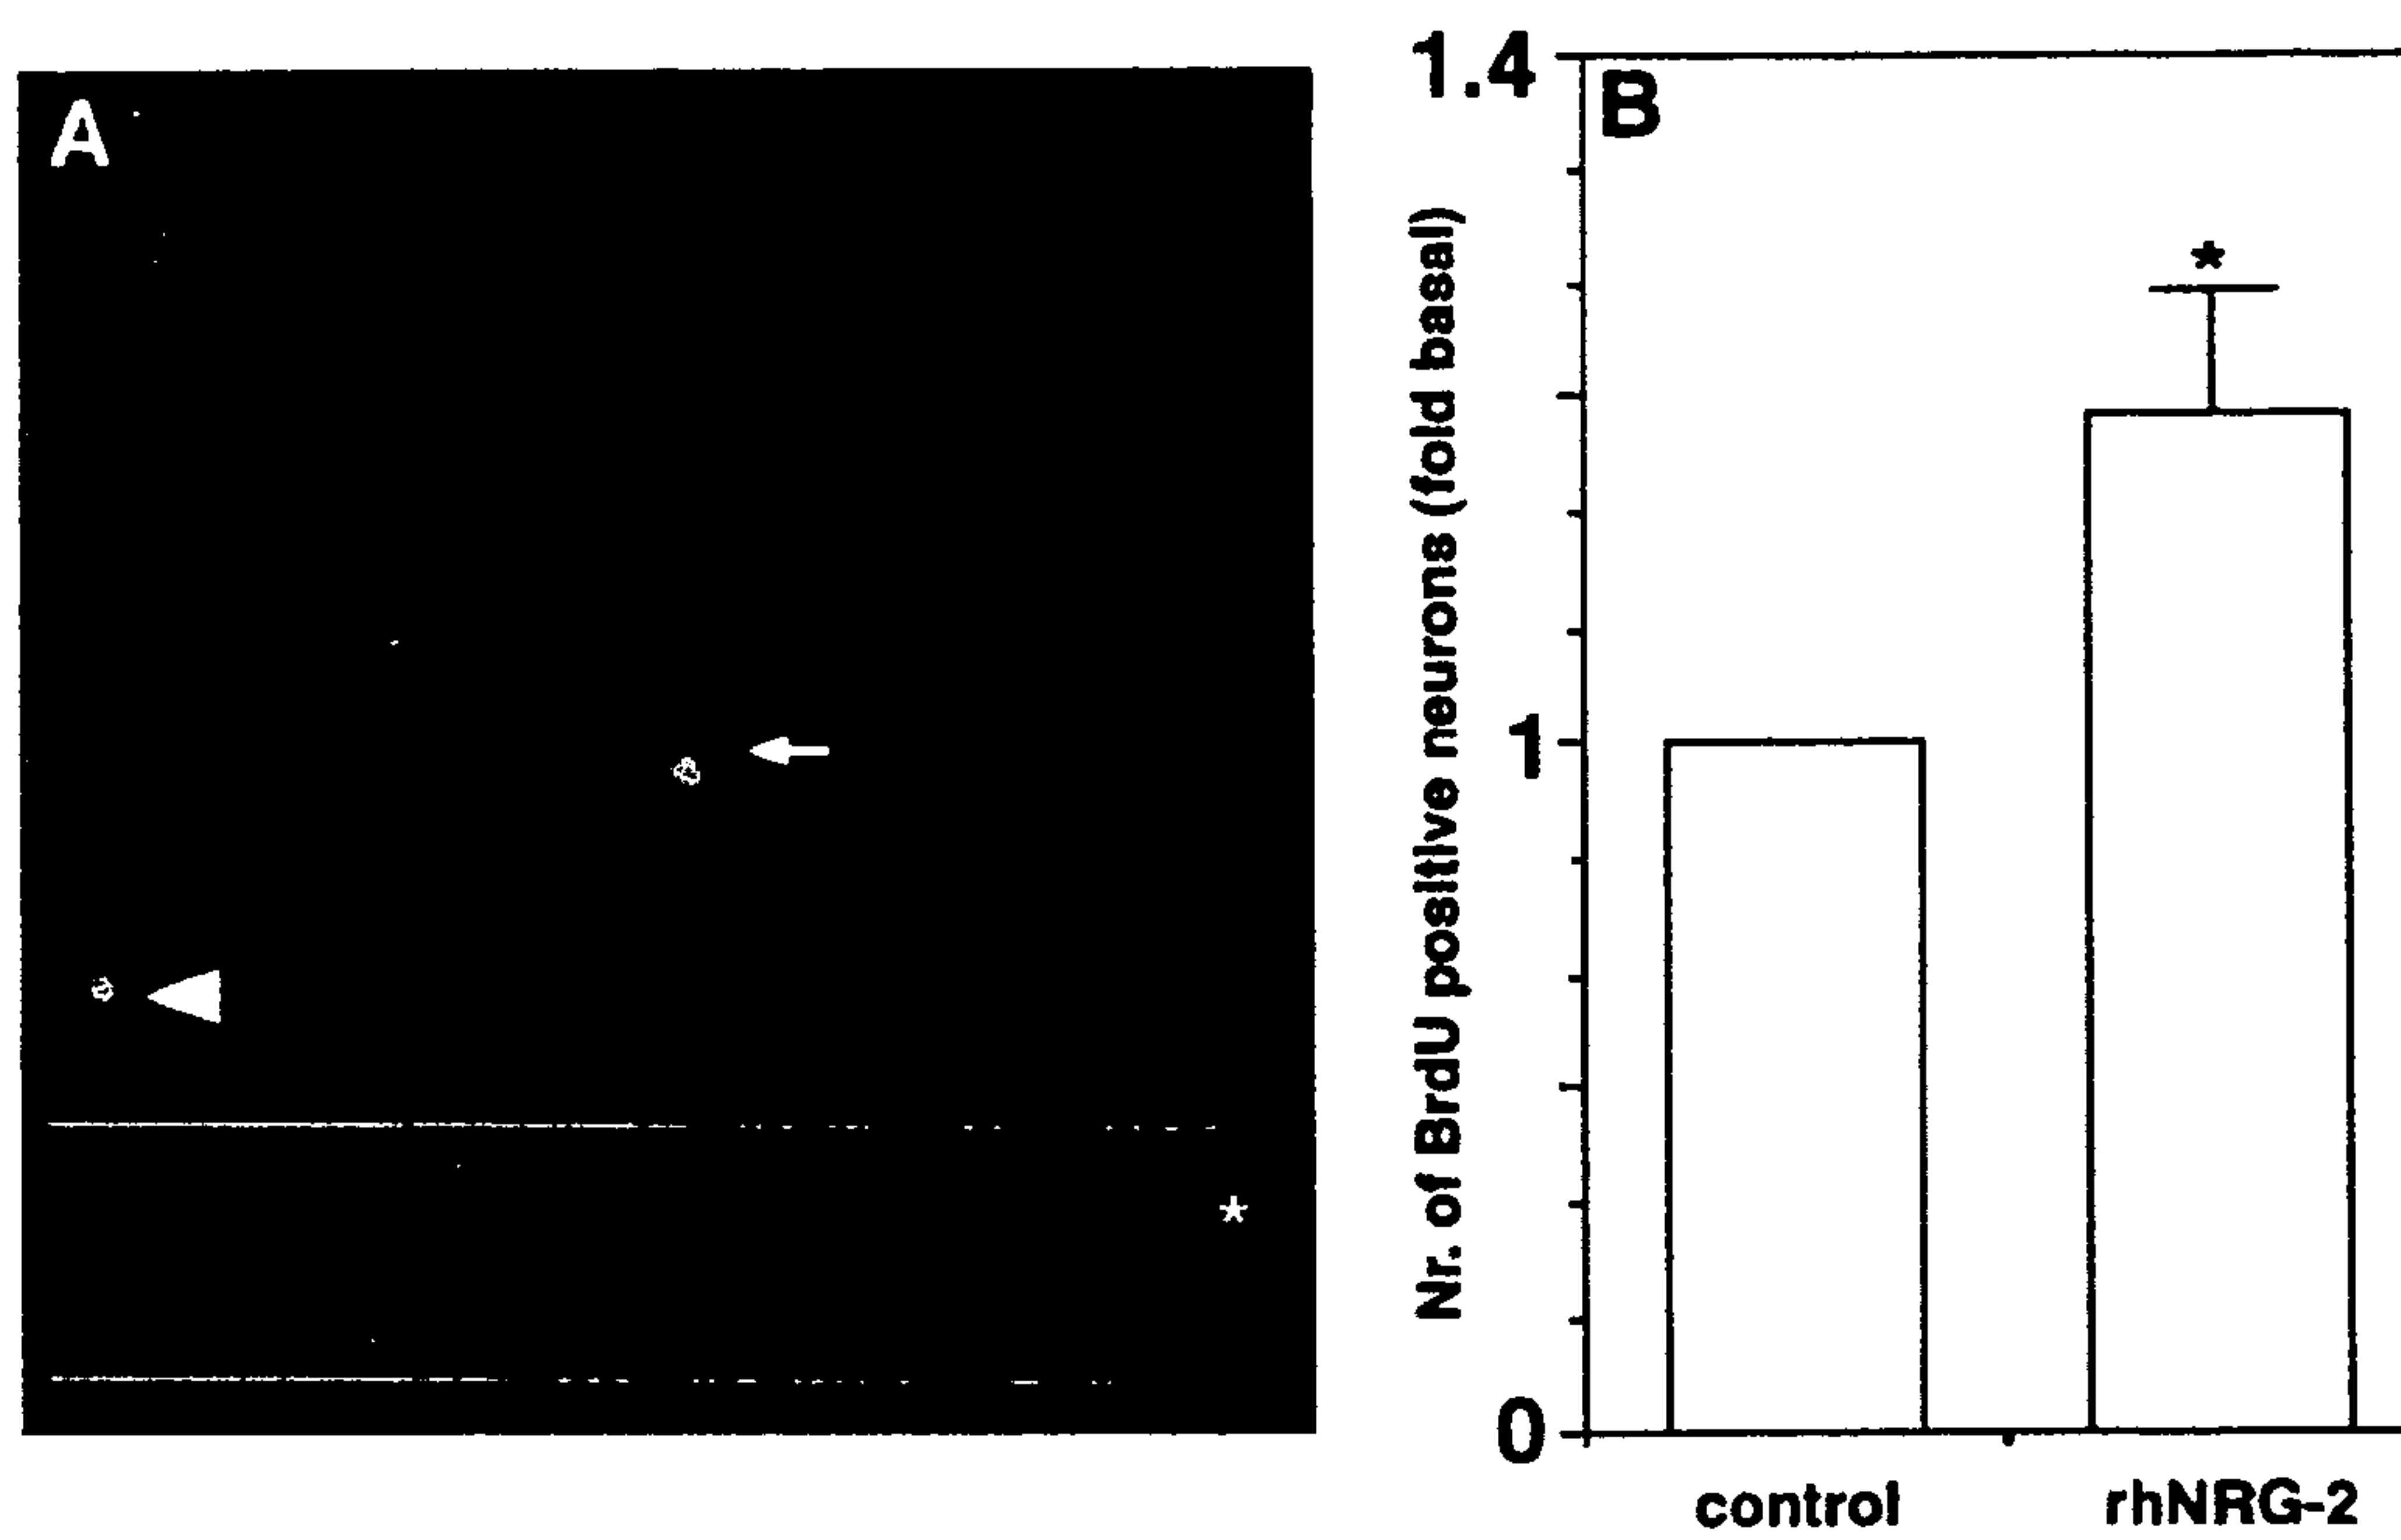 A
*
1.4
B
*
Nr. of BrdU positive neurons (fold basal)
1
0
control
rhNRG-2